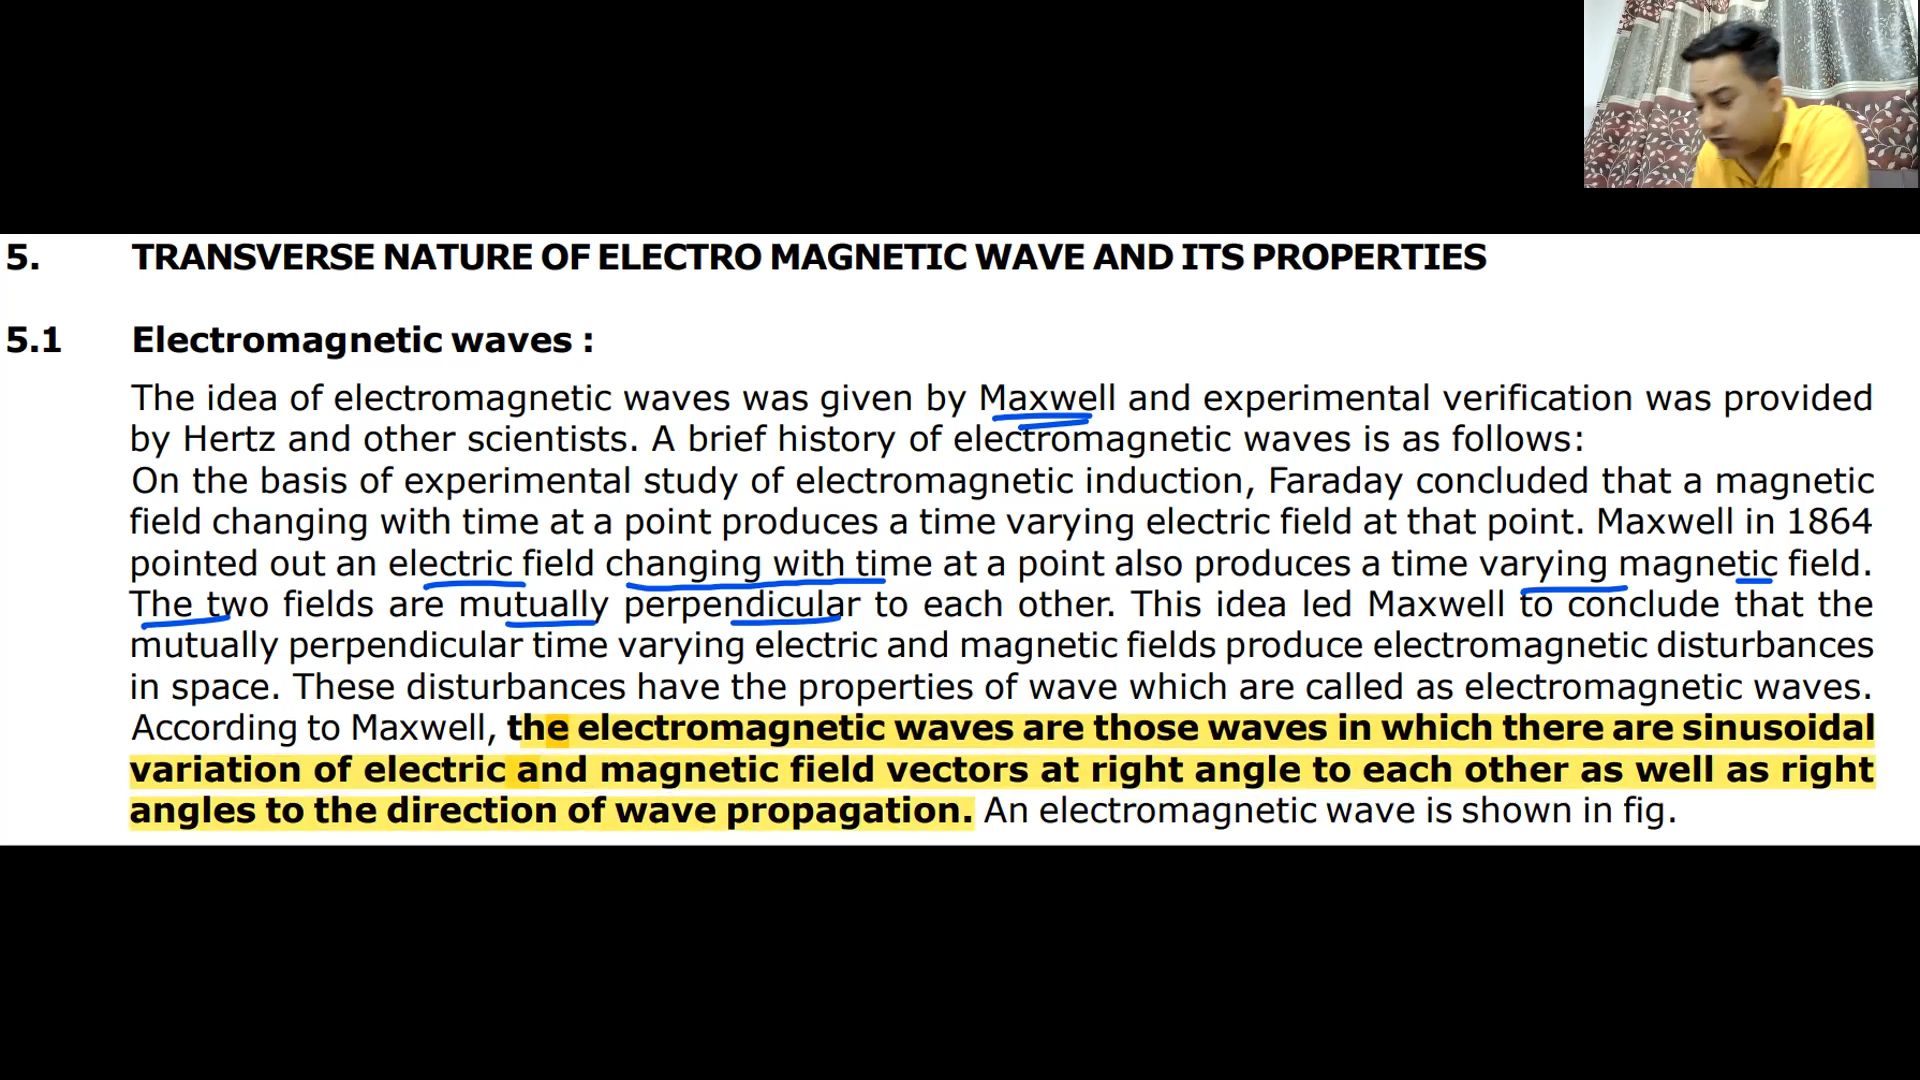 5. TRANSVERSE NATURE OF ELECTRO MAGNETIC WAVE AND ITS PROPERTIES
5.1 Electromagnetic waves :
The idea of electromagnetic waves was given by Maxwell and experimental verification was provided
by Hertz and other scientists. A brief history of electromagnetic waves is as follows:
On the basis of experimental study of electromagnetic induction, Faraday concluded that a magnetic
field changing with time at a point produces a time varying electric field at that point. Maxwell in 1864
pointed out an electric field changing with time at a point also produces a time varying magnetic field.
The two fields are mutually perpendicular to each other. This idea led Maxwell to conclude that the
mutually perpendicular time varying electric and magnetic fields produce electromagnetic disturbances
in space. These disturbances have the properties of wave which are called as electromagnetic waves.
According to Maxwell, the electromagnetic waves are those waves in which there are sinusoidal
variation of electric and magnetic field vectors at right angle to each other as well as right
angles to the direction of wave propagation. An electromagnetic wave is shown in fig.